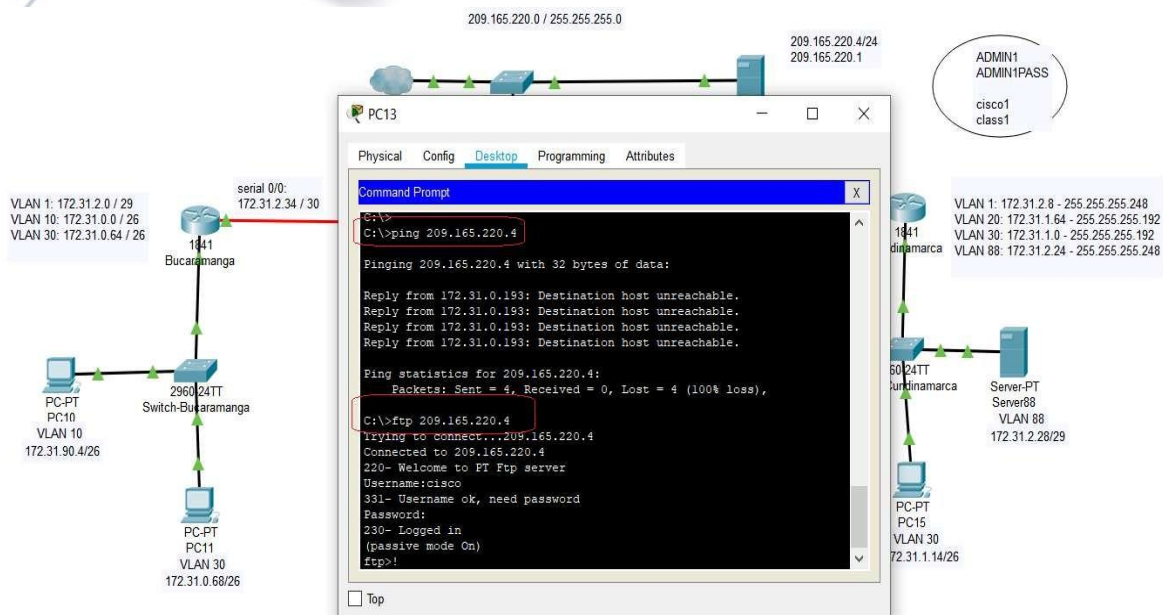 209.165.220.0 / 255.255.255.0
209.165.220.4/24
209.165.220.1
ADMIN1
ADMIN1PASS
cisco1
class1
VLAN 1: 172.31.2.0 / 29
VLAN 10: 172.31.0.0 / 26
VLAN 30: 172.31.0.64 / 26
serial 0/0:
172.31.2.34 / 30
1841
Bucaramanga
PC-PT
PC10
VLAN 10
172.31.90.4/26
2960-24TT
Switch-Bucaramanga
PC-PT
PC11
VLAN 30
172.31.0.68/26
PC13
Physical Config Desktop Programming Attributes
Command Prompt X
C:\>
C:\>ping 209.165.220.4
Pinging 209.165.220.4 with 32 bytes of data:
Reply from 172.31.0.193: Destination host unreachable.
Reply from 172.31.0.193: Destination host unreachable.
Reply from 172.31.0.193: Destination host unreachable.
Reply from 172.31.0.193: Destination host unreachable.
Ping statistics for 209.165.220.4:
Packets: Sent = 4, Received = 0, Lost = 4 (100% loss),
C:\>ftp 209.165.220.4
Trying to connect...209.165.220.4
Connected to 209.165.220.4
220- Welcome to PT Ftp server
Username:cisco
331- Username ok, need password
Password:
230- Logged in
(passive mode On)
ftp>!
Top
1841
dinamarca
VLAN 1: 172.31.2.8 - 255.255.255.248
VLAN 20: 172.31.1.64 - 255.255.255.192
VLAN 30: 172.31.1.0 - 255.255.255.192
VLAN 88: 172.31.2.24 - 255.255.255.248
60-24TT
Cundinamarca
Server-PT
Server88
VLAN 88
172.31.2.28/29
PC-PT
PC15
VLAN 30
72.31.1.14/26